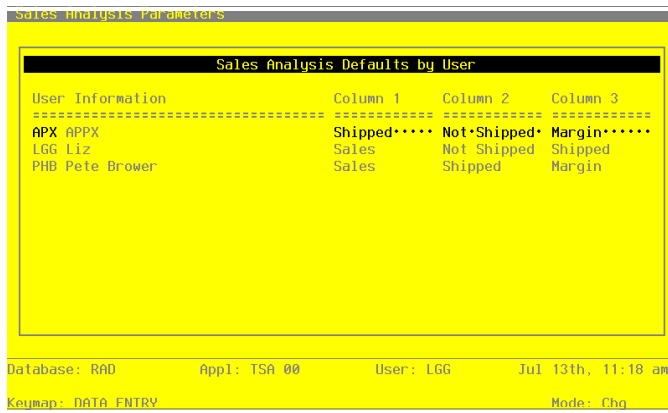 Sales Analysis Parameters
Sales Analysis Defaults by User
User Information Column 1 Column 2 Column 3
=================================== ============ ============ ============
APX APPX Shipped····· Not·Shipped· Margin······
LGG Liz Sales Not Shipped Shipped
PHB Pete Brower Sales Shipped Margin
Database: RAD Appl: TSA 00 User: LGG Jul 13th, 11:18 am
Keymap: DATA ENTRY Mode: Chg